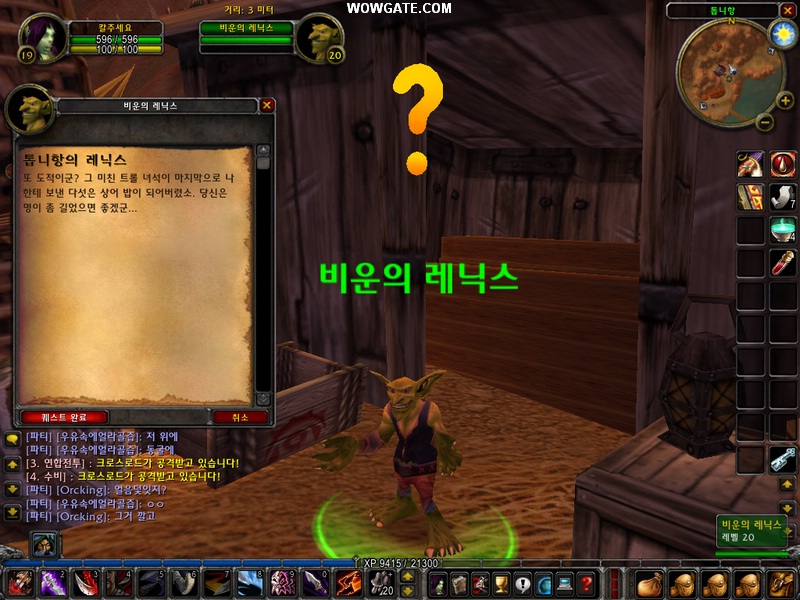 WOWGATE.COM
거리: 3 미터
칼주세요
596 / 596
100 / 100
19
비운의 레닉스
20
톱니항
N
비운의 레닉스
톱니항의 레닉스
또 도적이군? 그 미친 트롤 녀석이 마지막으로 나
한테 보낸 다섯은 상어 밥이 되어버렸소. 당신은
명이 좀 길었으면 좋겠군...
비운의 레닉스
7
4
퀘스트 완료
취소
[파티] [우유속에얼라골즙]: 저 위에
[파티] [우유속에얼라골즙]: 동굴에
[3. 연합전투] : 크로스로드가 공격받고 있습니다!
[4. 수비] : 크로스로드가 공격받고 있습니다!
[파티] [Orcking]: 얼음덫잇지?
[파티] [우유속에얼라골즙]: ㅇㅇ
[파티] [Orcking]: 그거 깔고
비운의 레닉스
레벨 20
XP 9415 / 21300
20